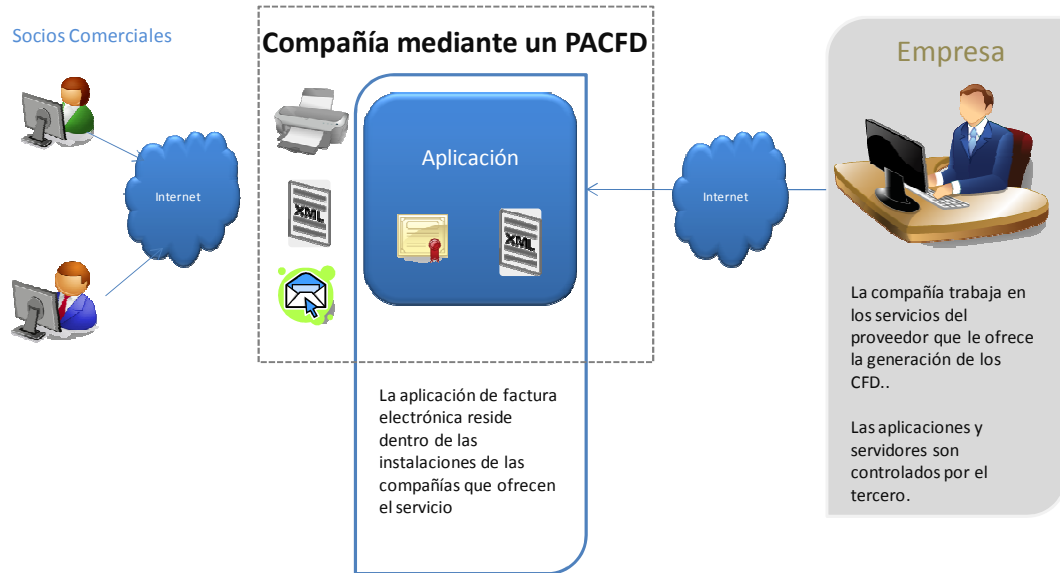 Socios Comerciales
Internet
Compañía mediante un PACFD
XML
Aplicación
XML
La aplicación de factura
electrónica reside
dentro de las
instalaciones de las
compañías que ofrecen
el servicio
Internet
Empresa
La compañía trabaja en
los servicios del
proveedor que le ofrece
la generación de los
CFD..
Las aplicaciones y
servidores son
controlados por el
tercero.